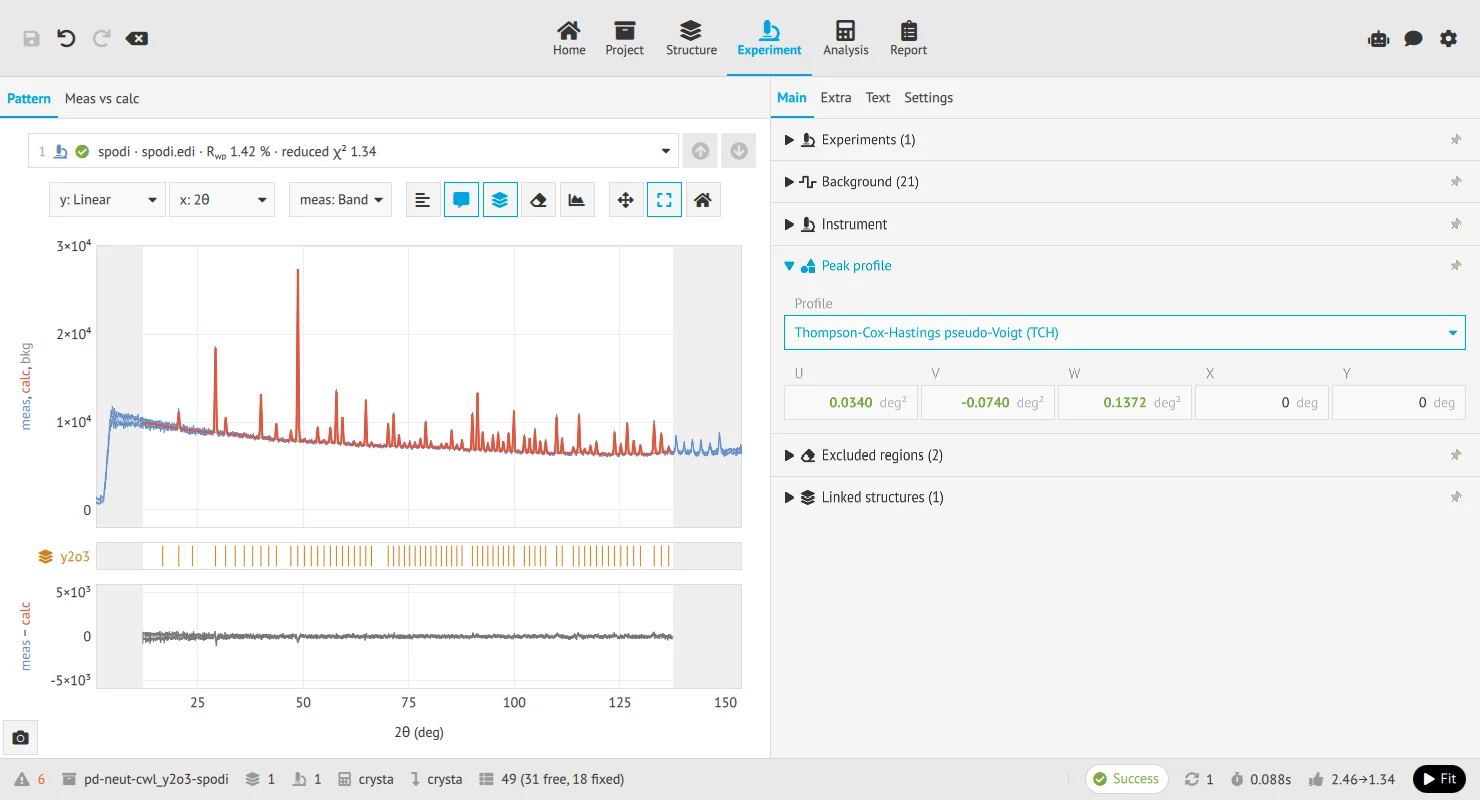 Home
Project
Structure
Experiment
Analysis
Report
Pattern
Meas vs calc
Main
Extra
Text
Settings
1 spodi · spodi.edi · Rwp 1.42 % · reduced χ² 1.34
y: Linear
x: 2θ
meas: Band
3×10⁴
2×10⁴
1×10⁴
0
meas, calc, bkg
y2o3
5×10³
0
-5×10³
meas − calc
25
50
75
100
125
150
2θ (deg)
Experiments (1)
Background (21)
Instrument
Peak profile
Profile
Thompson-Cox-Hastings pseudo-Voigt (TCH)
U
V
W
X
Y
0.0340 deg²
-0.0740 deg²
0.1372 deg²
0 deg
0 deg
Excluded regions (2)
Linked structures (1)
6
pd-neut-cwl_y2o3-spodi
1
1
crysta
crysta
49 (31 free, 18 fixed)
Success
1
0.088s
2.46→1.34
Fit